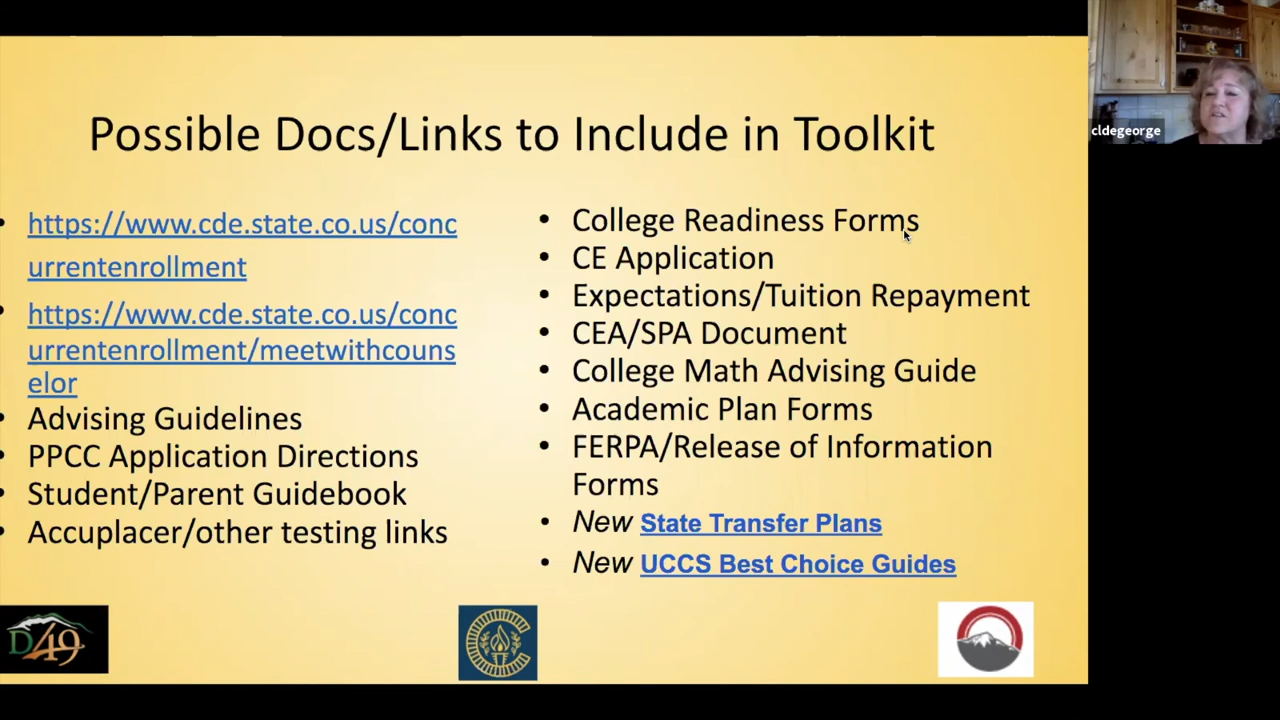 Possible Docs/Links to Include in Toolkit
https://www.cde.state.co.us/conc
urrentenrollment
https://www.cde.state.co.us/conc
urrentenrollment/meetwithcouns
elor
Advising Guidelines
PPCC Application Directions
Student/Parent Guidebook
Accuplacer/other testing links
College Readiness Forms
CE Application
Expectations/Tuition Repayment
CEA/SPA Document
College Math Advising Guide
Academic Plan Forms
FERPA/Release of Information
Forms
New State Transfer Plans
New UCCS Best Choice Guides
D49
cldegeorge